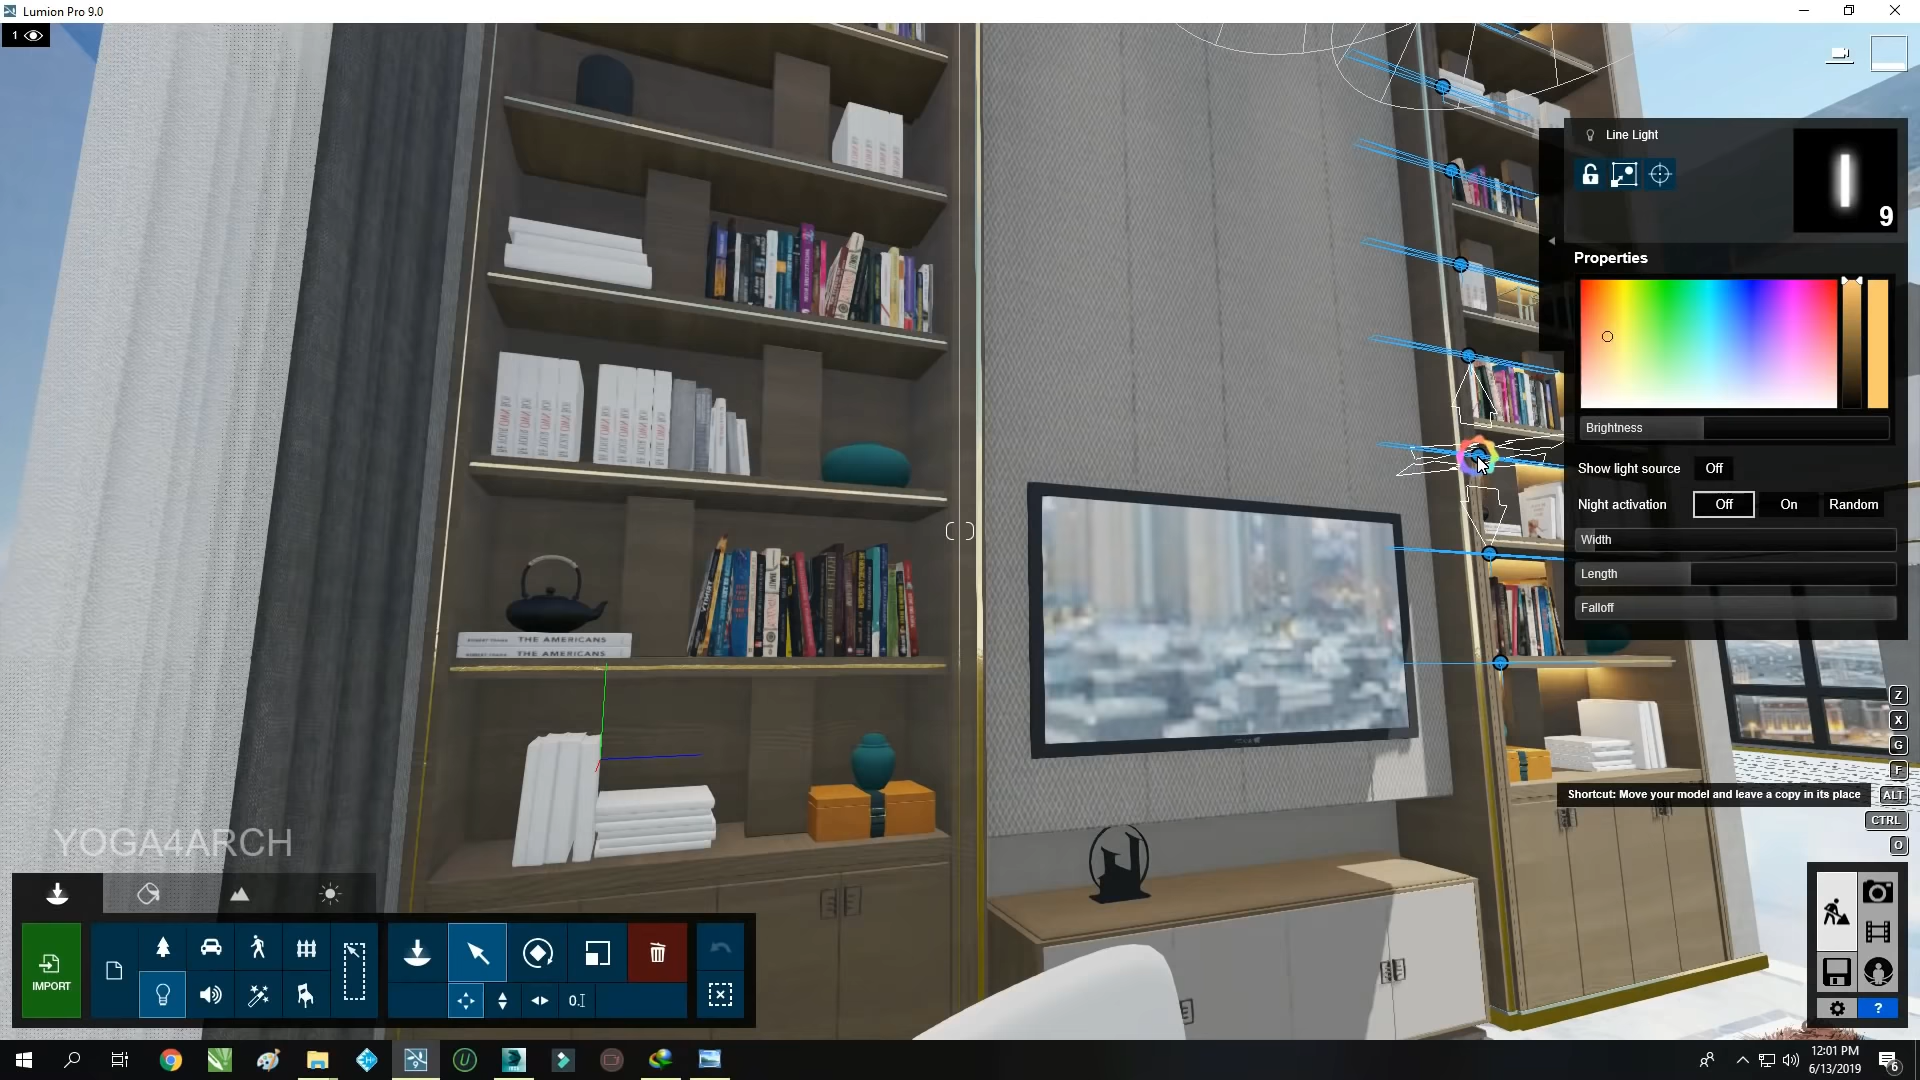 Lumion Pro 9.0
1
Line Light
9
Properties
Brightness
Show light source Off
Night activation Off On Random
Width
Length
Falloff
THE AMERICANS
THE AMERICANS
Z
X
G
F
Shortcut: Move your model and leave a copy in its place ALT
CTRL
O
YOGA4ARCH
IMPORT
?
12:01 PM
6/13/2019
6